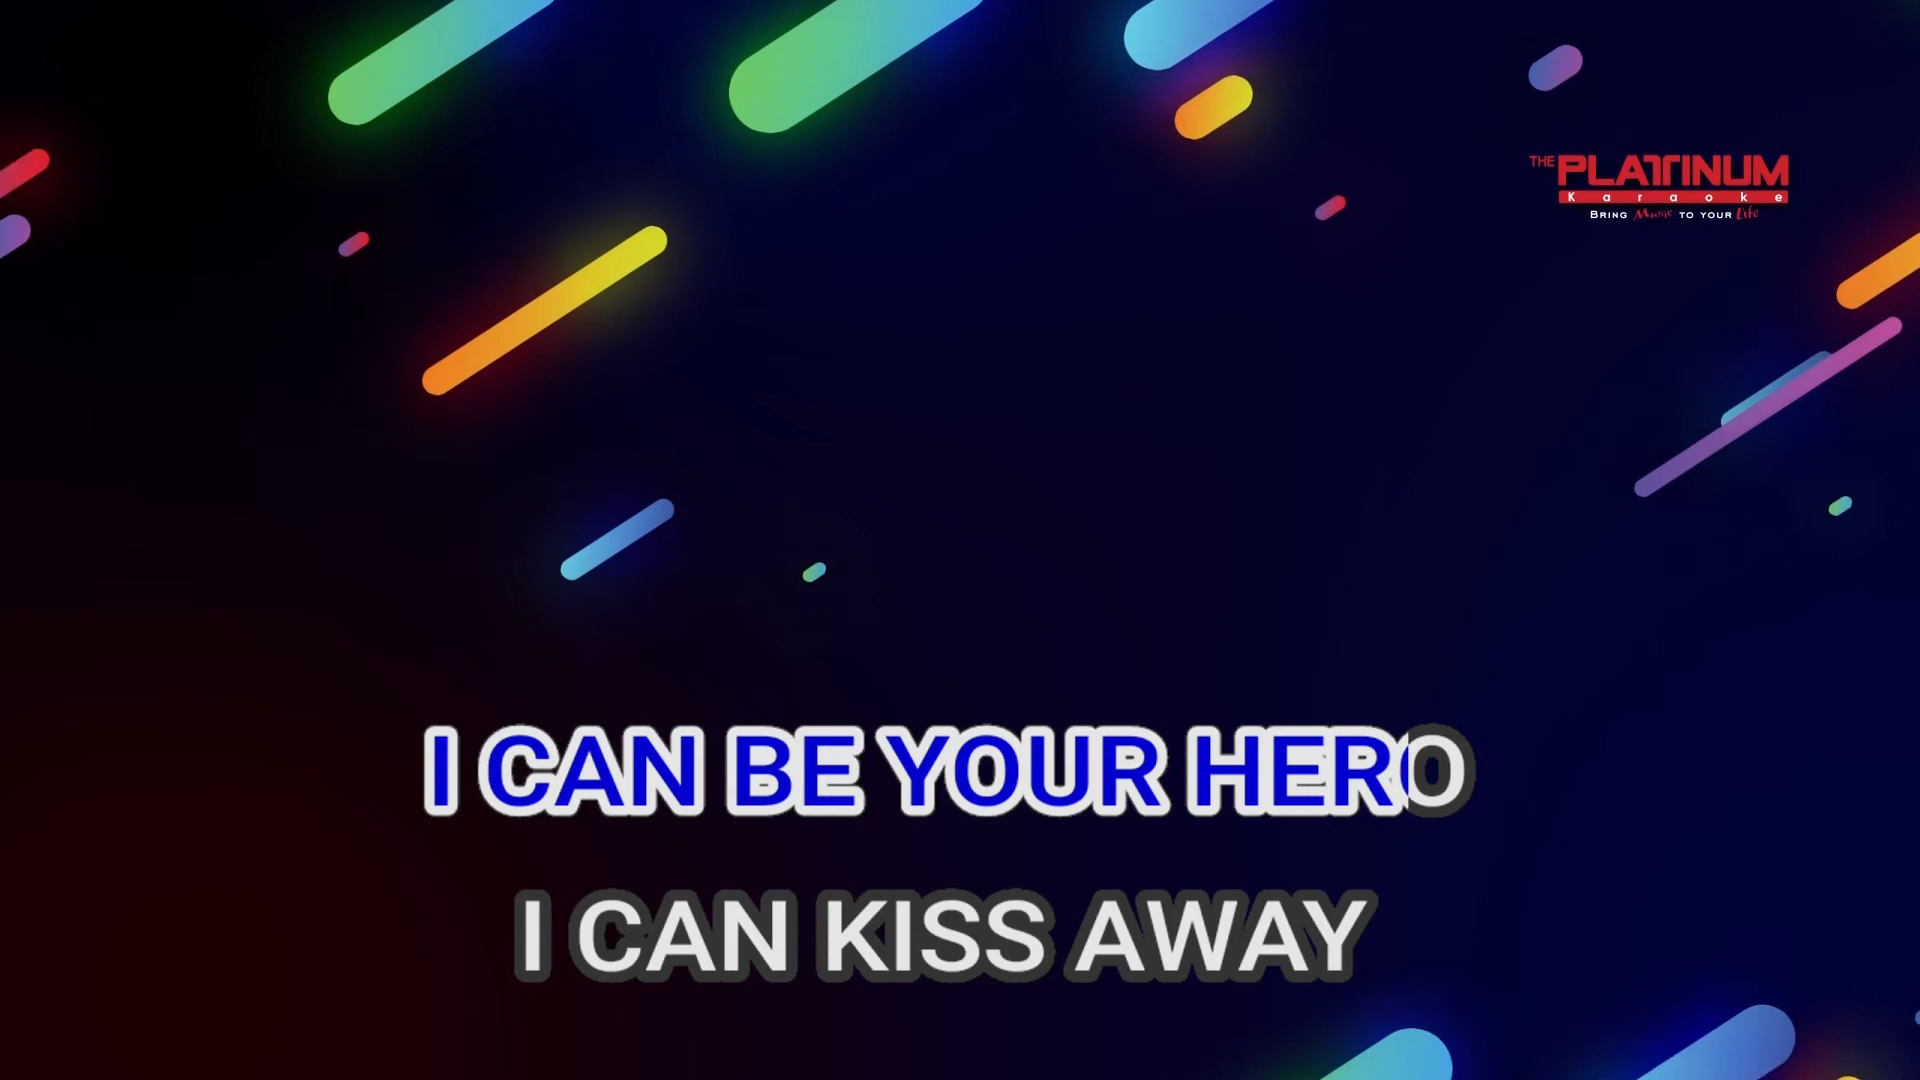 THE PLATINUM
Karaoke
BRING Music TO YOUR Life
I CAN BE YOUR HERO
I CAN KISS AWAY